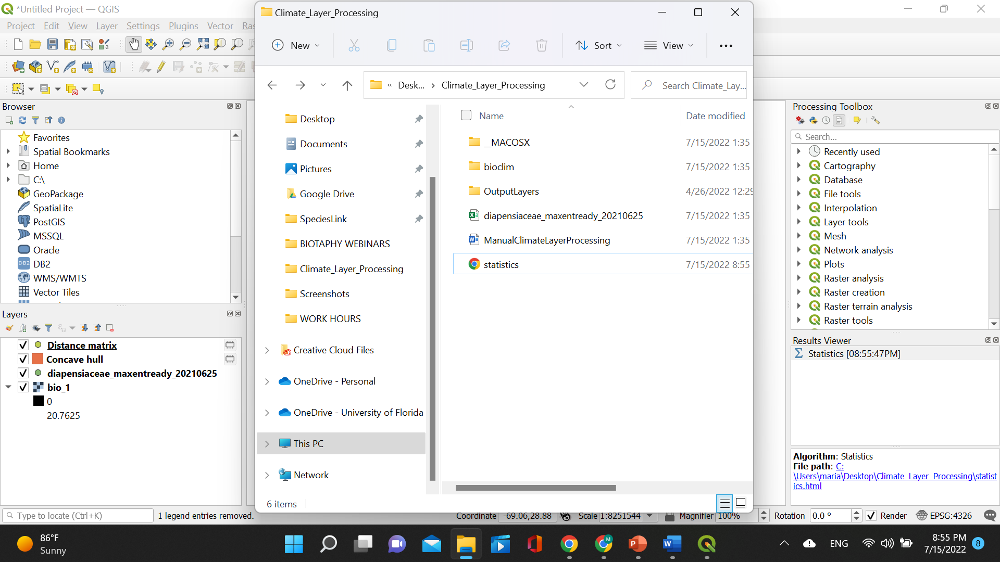 *Untitled Project — QGIS
Project Edit View Layer Settings Plugins Vector Ras
Browser
Favorites
Spatial Bookmarks
Home
C:\
GeoPackage
SpatiaLite
PostGIS
MSSQL
Oracle
DB2
WMS/WMTS
Vector Tiles
Layers
Distance matrix
Concave hull
diapensiaceae_maxentready_20210625
bio_1
0
20.7625
Type to locate (Ctrl+K)
1 legend entries removed.
Climate_Layer_Processing
New
Sort
View
« Desk... › Climate_Layer_Processing
Search Climate_Lay...
Desktop
Documents
Pictures
Google Drive
SpeciesLink
BIOTAPHY WEBINARS
Climate_Layer_Processing
Screenshots
WORK HOURS
Creative Cloud Files
OneDrive - Personal
OneDrive - University of Florida
This PC
Network
Name Date modified
__MACOSX 7/15/2022 1:35
bioclim 7/15/2022 1:35
OutputLayers 4/26/2022 12:29
diapensiaceae_maxentready_20210625 7/15/2022 1:35
ManualClimateLayerProcessing 7/15/2022 1:35
statistics 7/15/2022 8:55
6 items
Coordinate -69.06,28.88 Scale 1:8251544 Magnifier 100% Rotation 0.0 ° Render EPSG:4326
Processing Toolbox
Search...
Recently used
Cartography
Database
File tools
Interpolation
Layer tools
Mesh
Network analysis
Plots
Raster analysis
Raster creation
Raster terrain analysis
Raster tools
Results Viewer
Statistics [08:55:47PM]
Algorithm: Statistics
File path: C:
\Users\maria\Desktop\Climate_Layer_Processing\statist
ics.html
86°F
Sunny
ENG
8:55 PM
7/15/2022
8